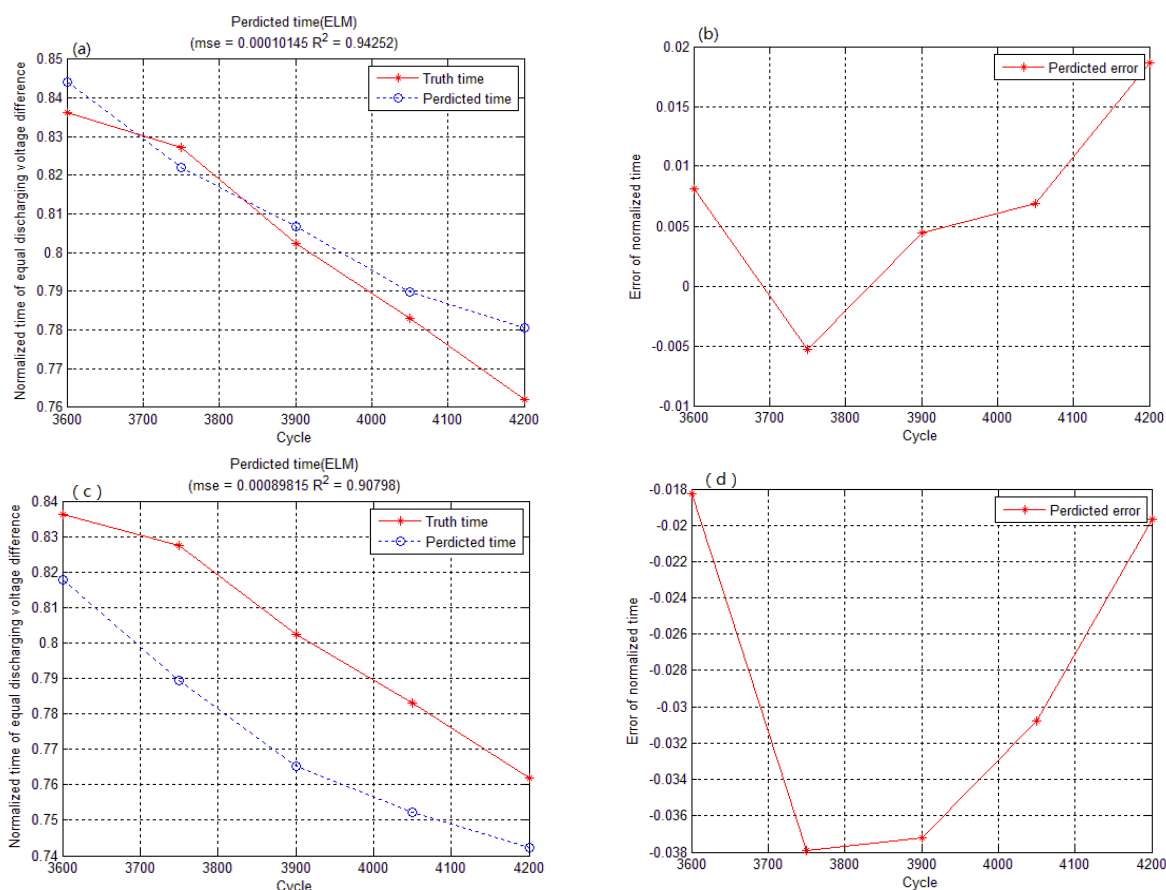 Perdicted time(ELM)
(mse = 0.00010145 R² = 0.94252)
(a)
Truth time
Perdicted time
Normalized time of equal discharging voltage difference
0.85
0.84
0.83
0.82
0.81
0.8
0.79
0.78
0.77
0.76
3600 3700 3800 3900 4000 4100 4200
Cycle
(b)
Perdicted error
Error of normalized time
0.02
0.015
0.01
0.005
0
-0.005
-0.01
3600 3700 3800 3900 4000 4100 4200
Cycle
Perdicted time(ELM)
(mse = 0.00089815 R² = 0.90798)
(c)
Truth time
Perdicted time
Normalized time of equal discharging voltage difference
0.84
0.83
0.82
0.81
0.8
0.79
0.78
0.77
0.76
0.75
0.74
3600 3700 3800 3900 4000 4100 4200
Cycle
(d)
Perdicted error
Error of normalized time
-0.018
-0.02
-0.022
-0.024
-0.026
-0.028
-0.03
-0.032
-0.034
-0.036
-0.038
3600 3700 3800 3900 4000 4100 4200
Cycle